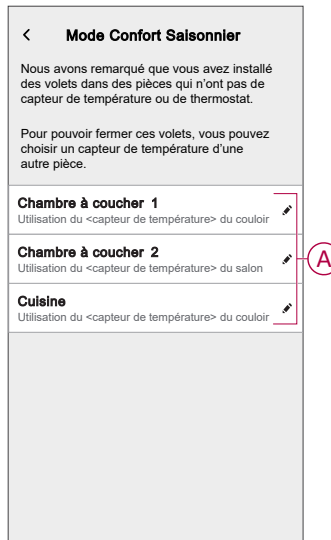 Mode Confort Saisonnier
Nous avons remarqué que vous avez installé
des volets dans des pièces qui n'ont pas de
capteur de température ou de thermostat.
Pour pouvoir fermer ces volets, vous pouvez
choisir un capteur de température d'une
autre pièce.
Chambre à coucher 1
Utilisation du <capteur de température> du couloir
Chambre à coucher 2
Utilisation du <capteur de température> du salon
Cuisine
Utilisation du <capteur de température> du couloir
A